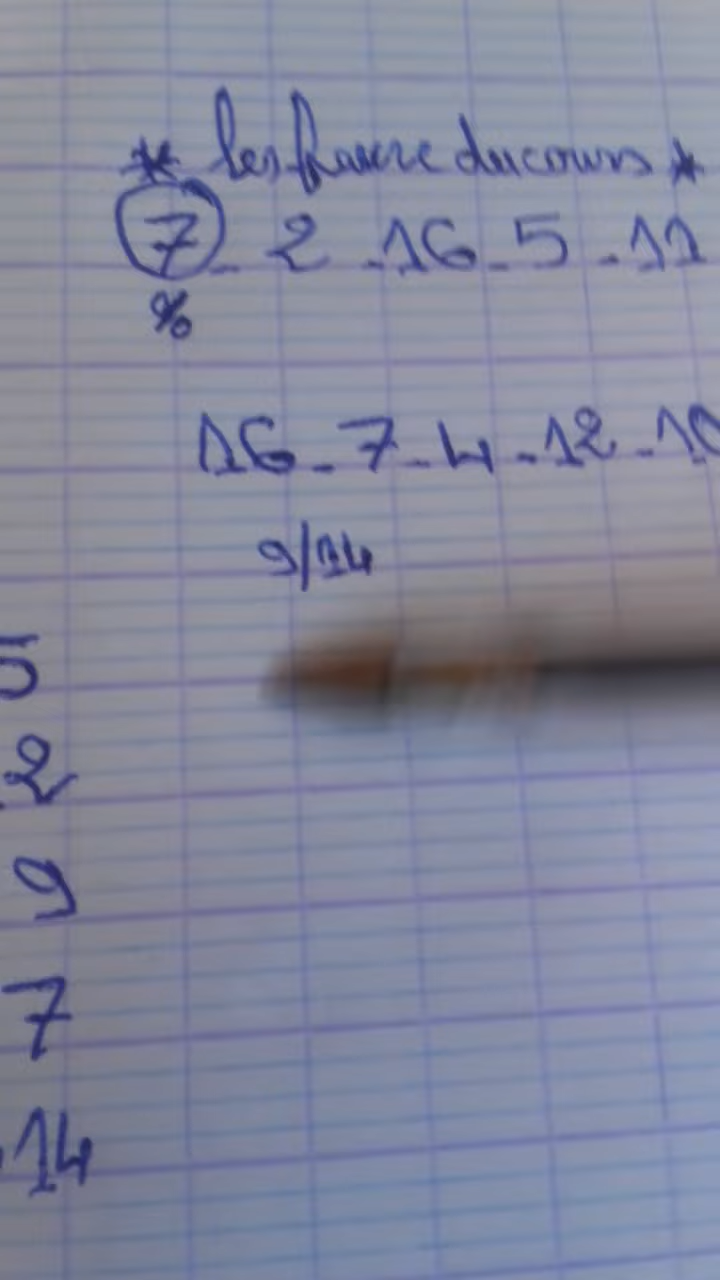 * les favoris du cours *
7 - 2 - 16 - 5 - 11
%
16 - 7 - 4 - 12 - 10
9/14
5
2
9
7
14